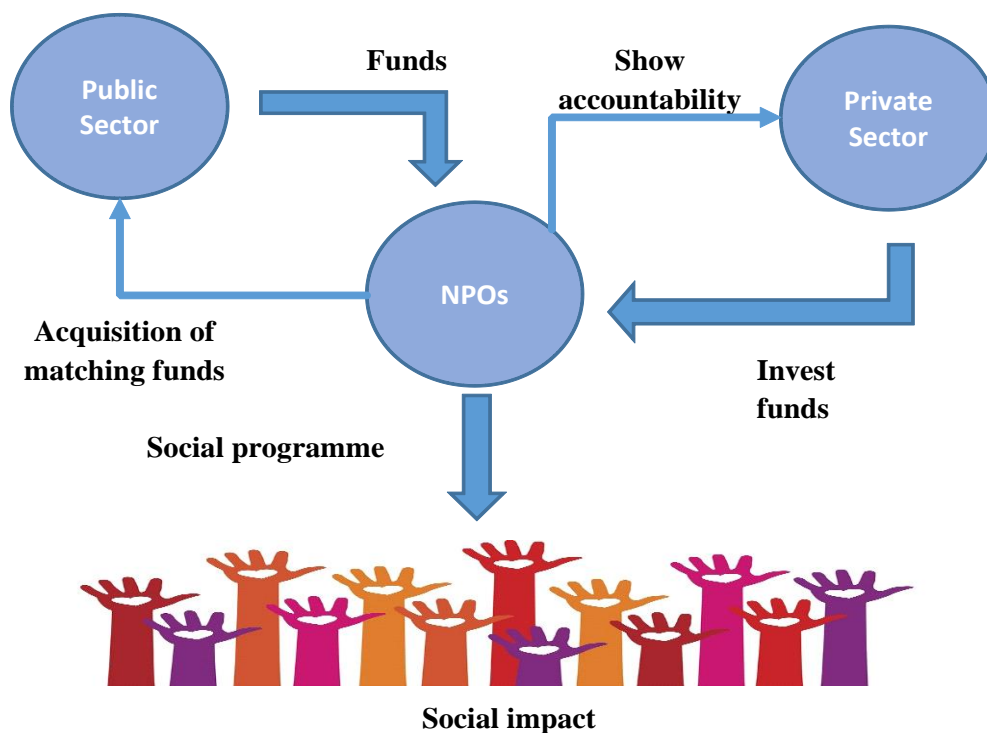 Public
Sector
Funds
Show
accountability
Private
Sector
NPOs
Acquisition of
matching funds
Invest
funds
Social programme
Social impact